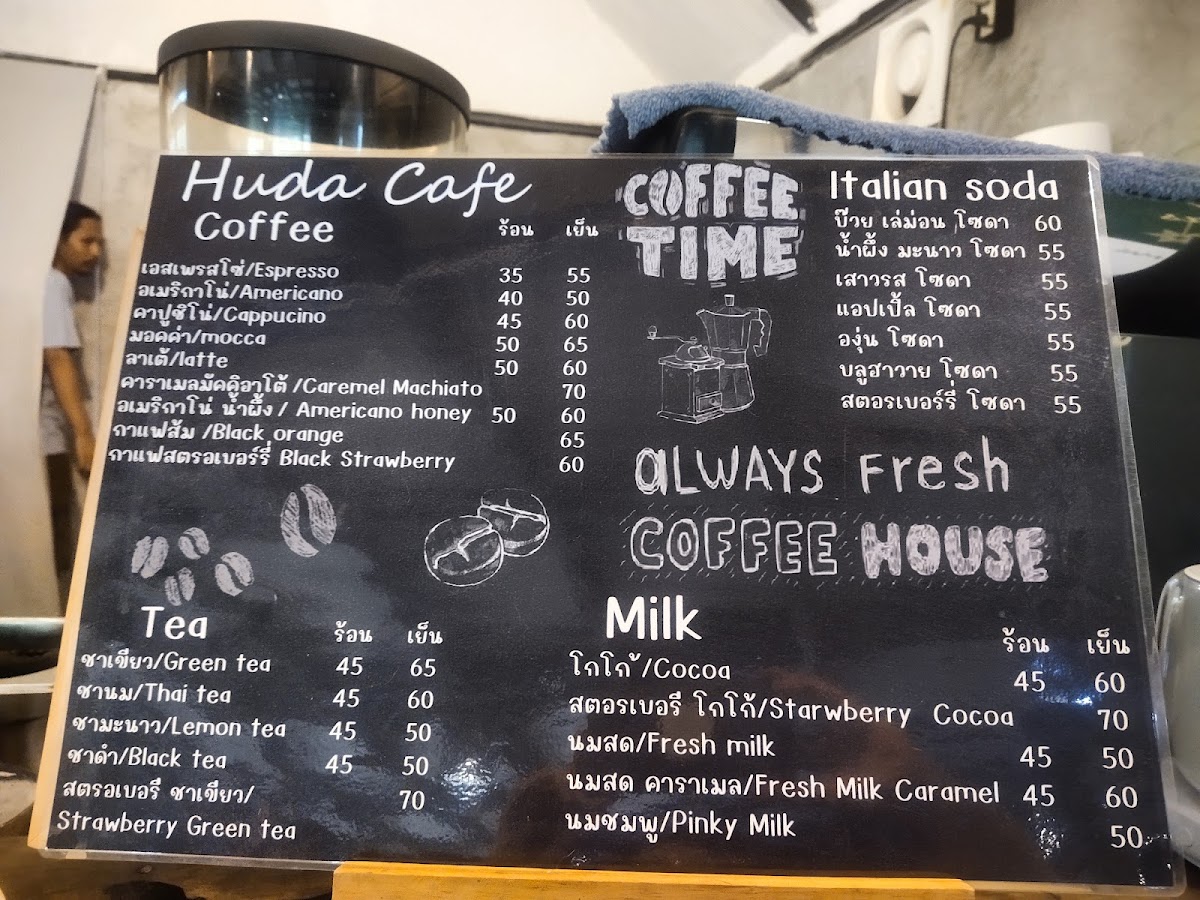 Huda Cafe
Coffee ร้อน เย็น
เอสเพรสโซ่/Espresso 35 55
อเมริกาโน่/Americano 40 50
คาปูซิโน่/Cappucino 45 60
มอคค่า/mocca 50 65
ลาเต้/latte 50 60
คาราเมลมัคคิอาโต้ /Caremel Machiato 70
อเมริกาโน่ น้ำผึ้ง / Americano honey 50 60
กาแฟส้ม /Black orange 65
กาแฟสตรอเบอร์รี่ Black Strawberry 60
COFFEE
TIME
Italian soda
บ๊วย เล่ม่อน โซดา 60
น้ำผึ้ง มะนาว โซดา 55
เสาวรส โซดา 55
แอปเปิ้ล โซดา 55
องุ่น โซดา 55
บลูฮาวาย โซดา 55
สตอรเบอร์รี่ โซดา 55
aLWAYS Fresh
COFFEE HOUSE
Tea ร้อน เย็น
ชาเขียว/Green tea 45 65
ชานม/Thai tea 45 60
ชามะนาว/Lemon tea 45 50
ชาดำ/Black tea 45 50
สตรอเบอรี ชาเขียว/ 70
Strawberry Green tea
Milk ร้อน เย็น
โกโก้/Cocoa 45 60
สตอรเบอรี โกโก้/Starwberry Cocoa 70
นมสด/Fresh milk 45 50
นมสด คาราเมล/Fresh Milk Caramel 45 60
นมชมพู/Pinky Milk 50